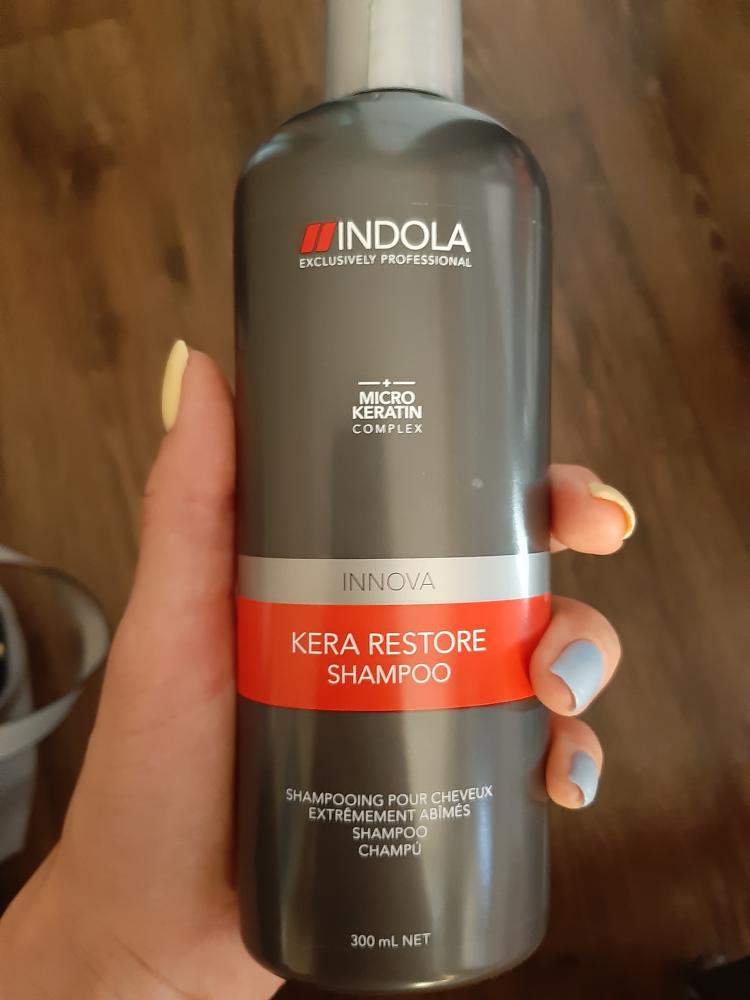 INDOLA
EXCLUSIVELY PROFESSIONAL
+
MICRO
KERATIN
COMPLEX
INNOVA
KERA RESTORE
SHAMPOO
SHAMPOOING POUR CHEVEUX
EXTRÊMEMENT ABÎMÉS
SHAMPOO
CHAMPÚ
300 mL NET